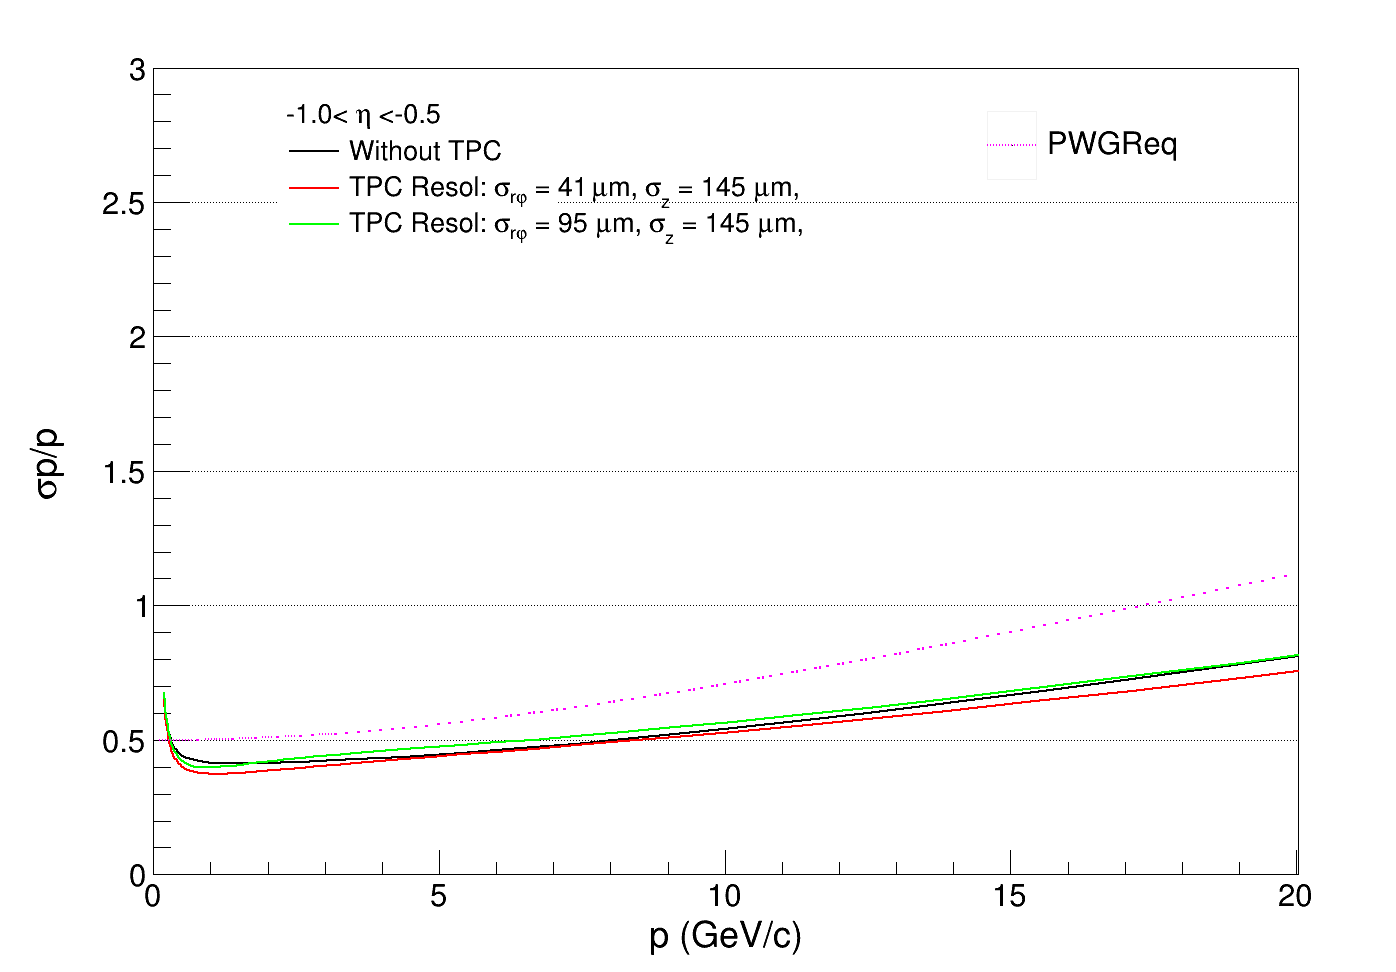 -1.0< η <-0.5
Without TPC
TPC Resol: σrφ = 41 μm, σz = 145 μm,
TPC Resol: σrφ = 95 μm, σz = 145 μm,
PWGReq
3
2.5
2
1.5
1
0.5
0
σp/p
0 5 10 15 20
p (GeV/c)